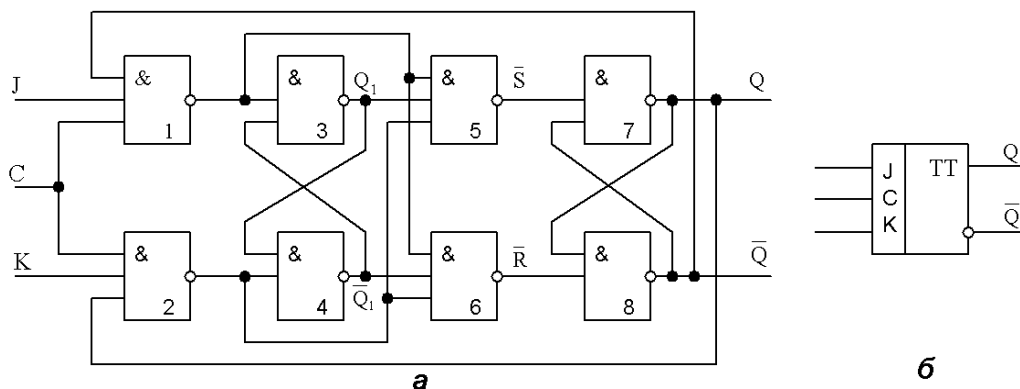 & & & &
J Q₁ S̅ Q
1 3 5 7
C
K & & & &
Q̅₁ R̅ Q̅
2 4 6 8
а
J TT Q
C
K Q̅
б